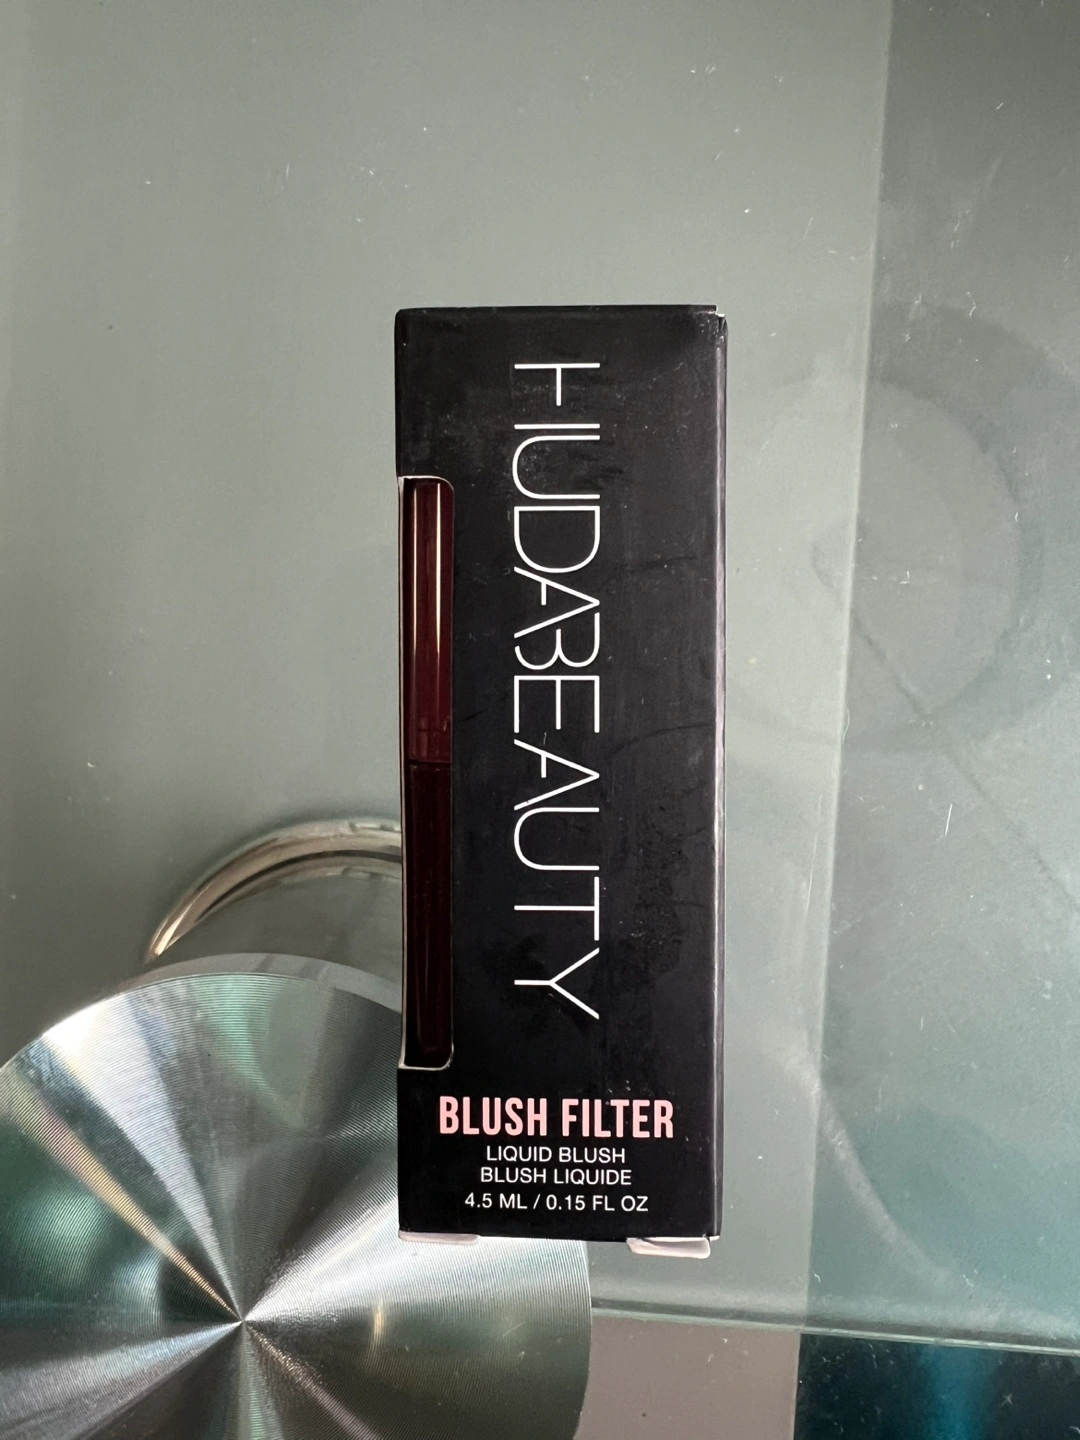 HUDABEAUTY
BLUSH FILTER
LIQUID BLUSH
BLUSH LIQUIDE
4.5 ML / 0.15 FL OZ